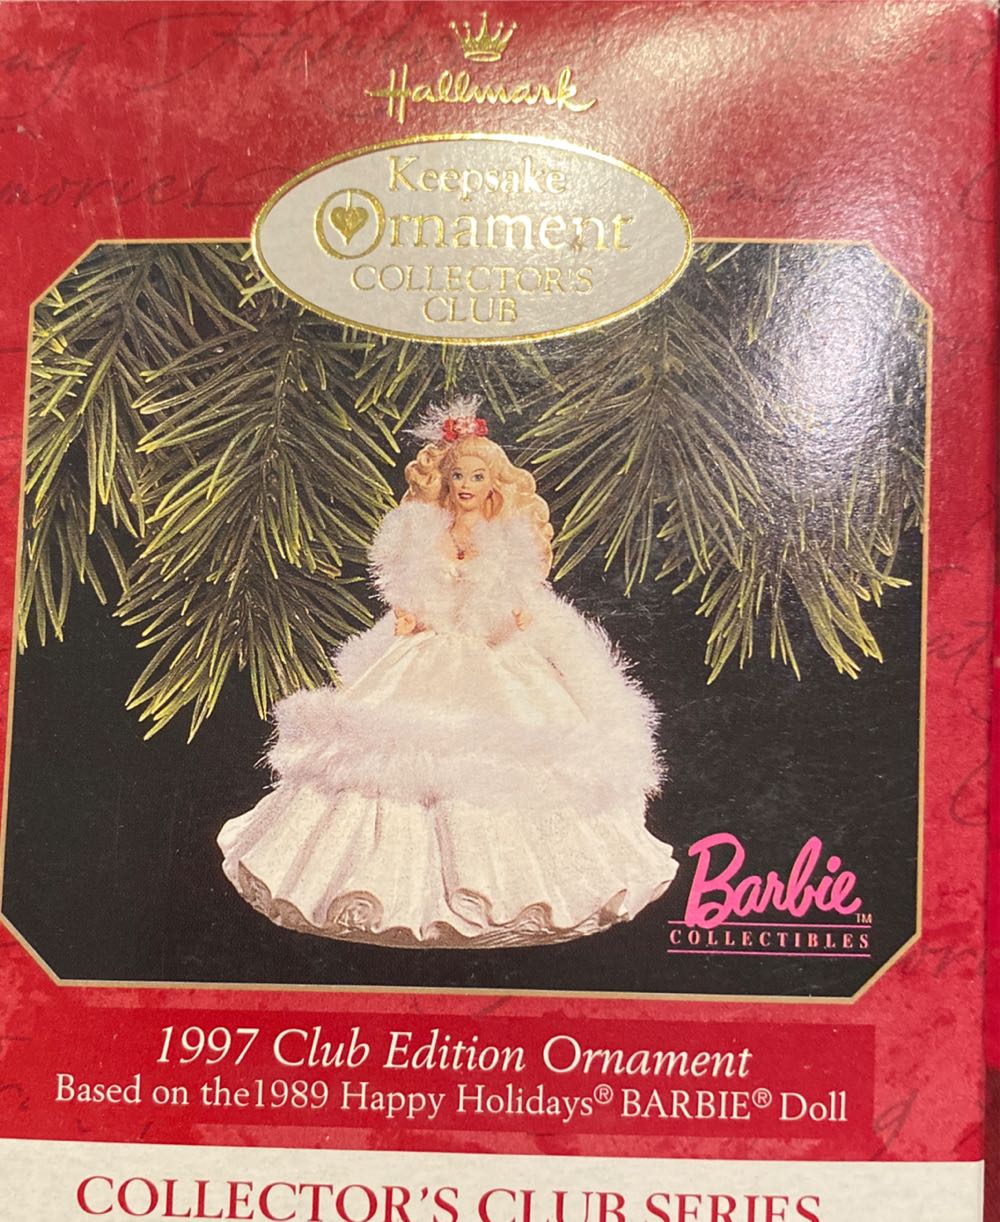 Hallmark
Keepsake
Ornament
COLLECTOR'S
CLUB
Barbie™
COLLECTIBLES
1997 Club Edition Ornament
Based on the1989 Happy Holidays® BARBIE® Doll
COLLECTOR'S CLUB SERIES